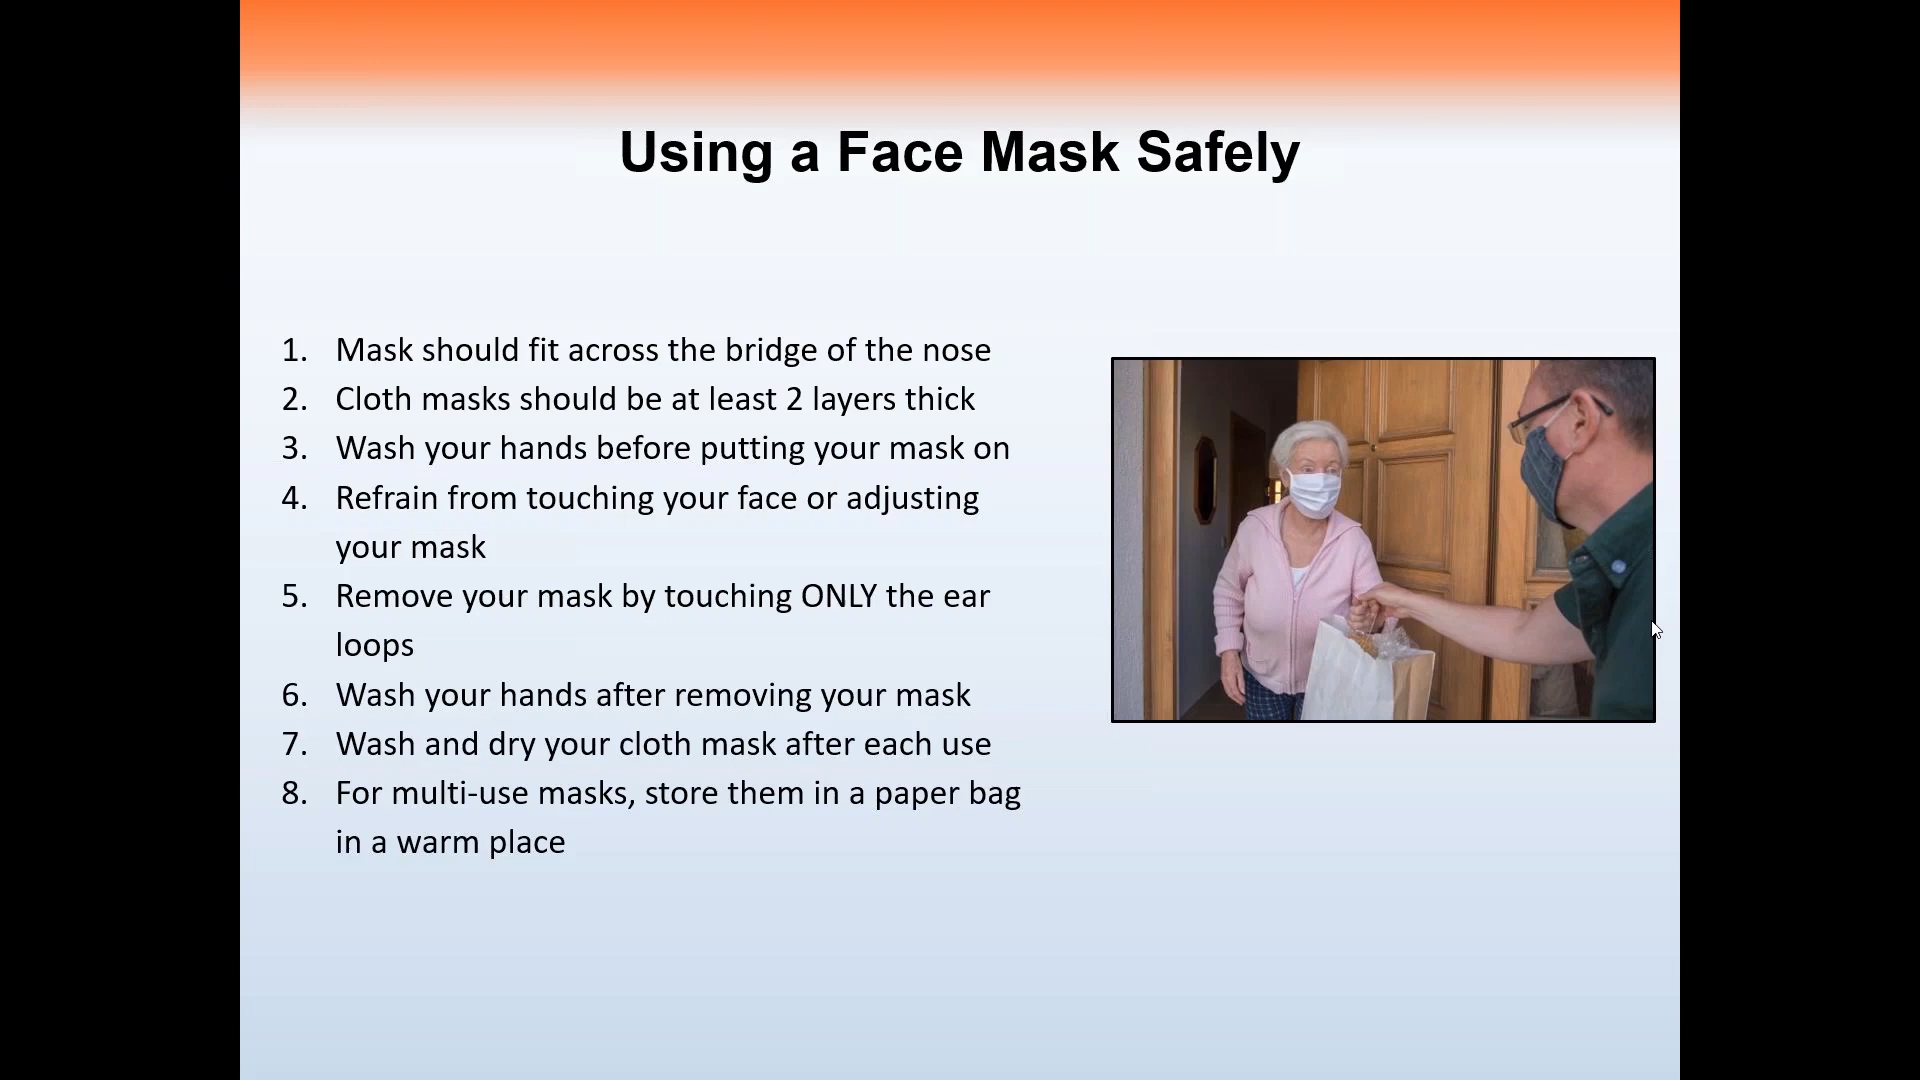 Using a Face Mask Safely
1. Mask should fit across the bridge of the nose
2. Cloth masks should be at least 2 layers thick
3. Wash your hands before putting your mask on
4. Refrain from touching your face or adjusting
your mask
5. Remove your mask by touching ONLY the ear
loops
6. Wash your hands after removing your mask
7. Wash and dry your cloth mask after each use
8. For multi-use masks, store them in a paper bag
in a warm place